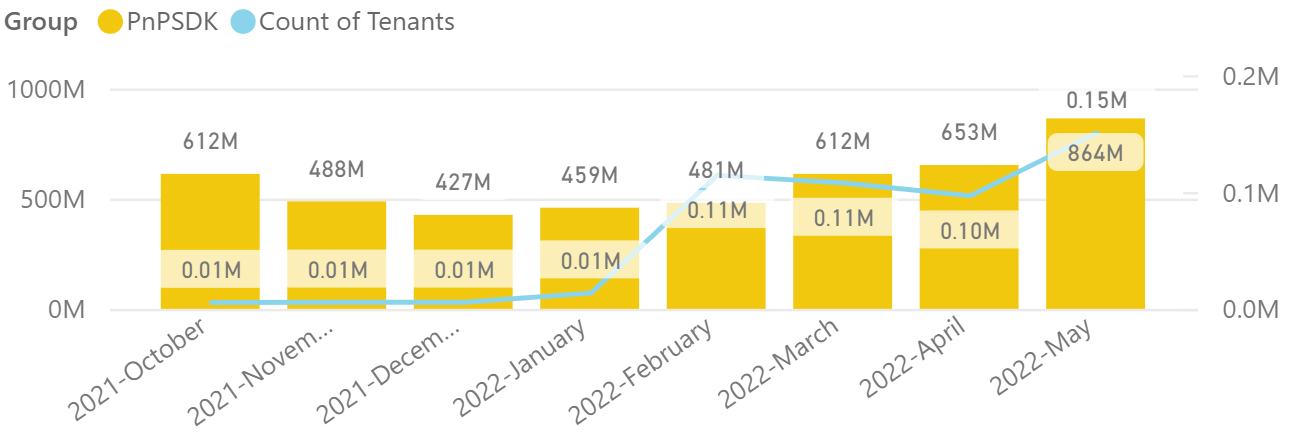 Group PnPSDK Count of Tenants
1000M
500M
0M
0.2M
0.1M
0.0M
612M
488M
427M
459M
481M
612M
653M
864M
0.01M
0.01M
0.01M
0.01M
0.11M
0.11M
0.10M
0.15M
2021-October
2021-Novem...
2021-Decem...
2022-January
2022-February
2022-March
2022-April
2022-May